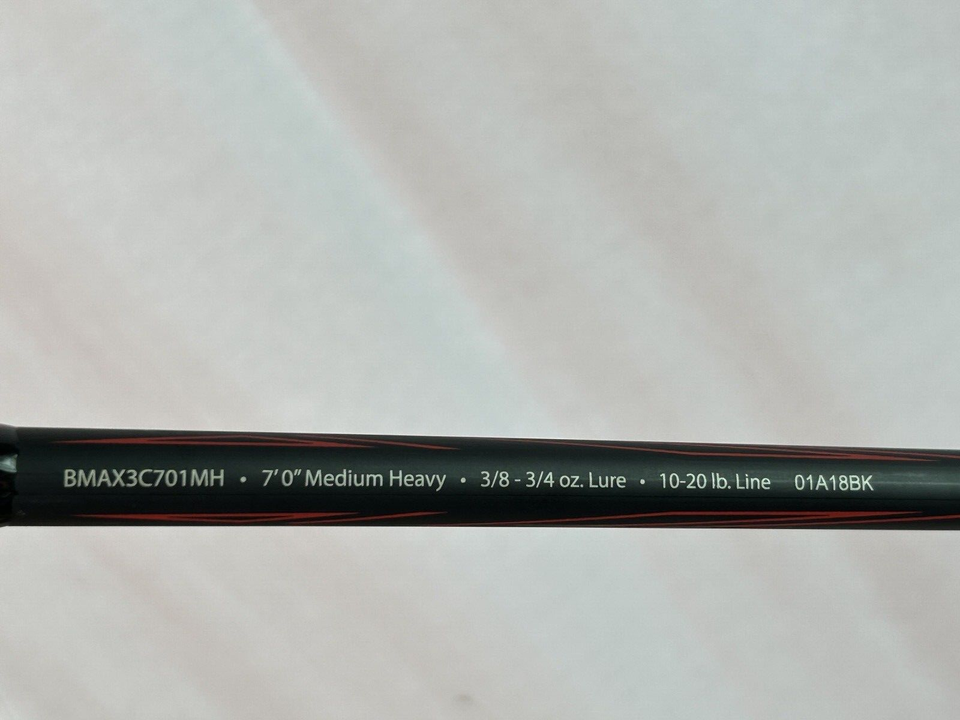 BMAX3C701MH • 7' 0" Medium Heavy • 3/8 - 3/4 oz. Lure • 10-20 lb. Line 01A18BK